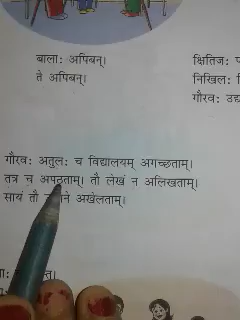 बालाः अपिबन्।
ते अपिबन्।
क्षितिजः
निखिलः
गौरवः
गौरवः अतुलः च विद्यालयम् अगच्छताम्।
तत्र च अपठताम्। तौ लेखं न अलिखताम्।
सायं तौ अखेलताम्।